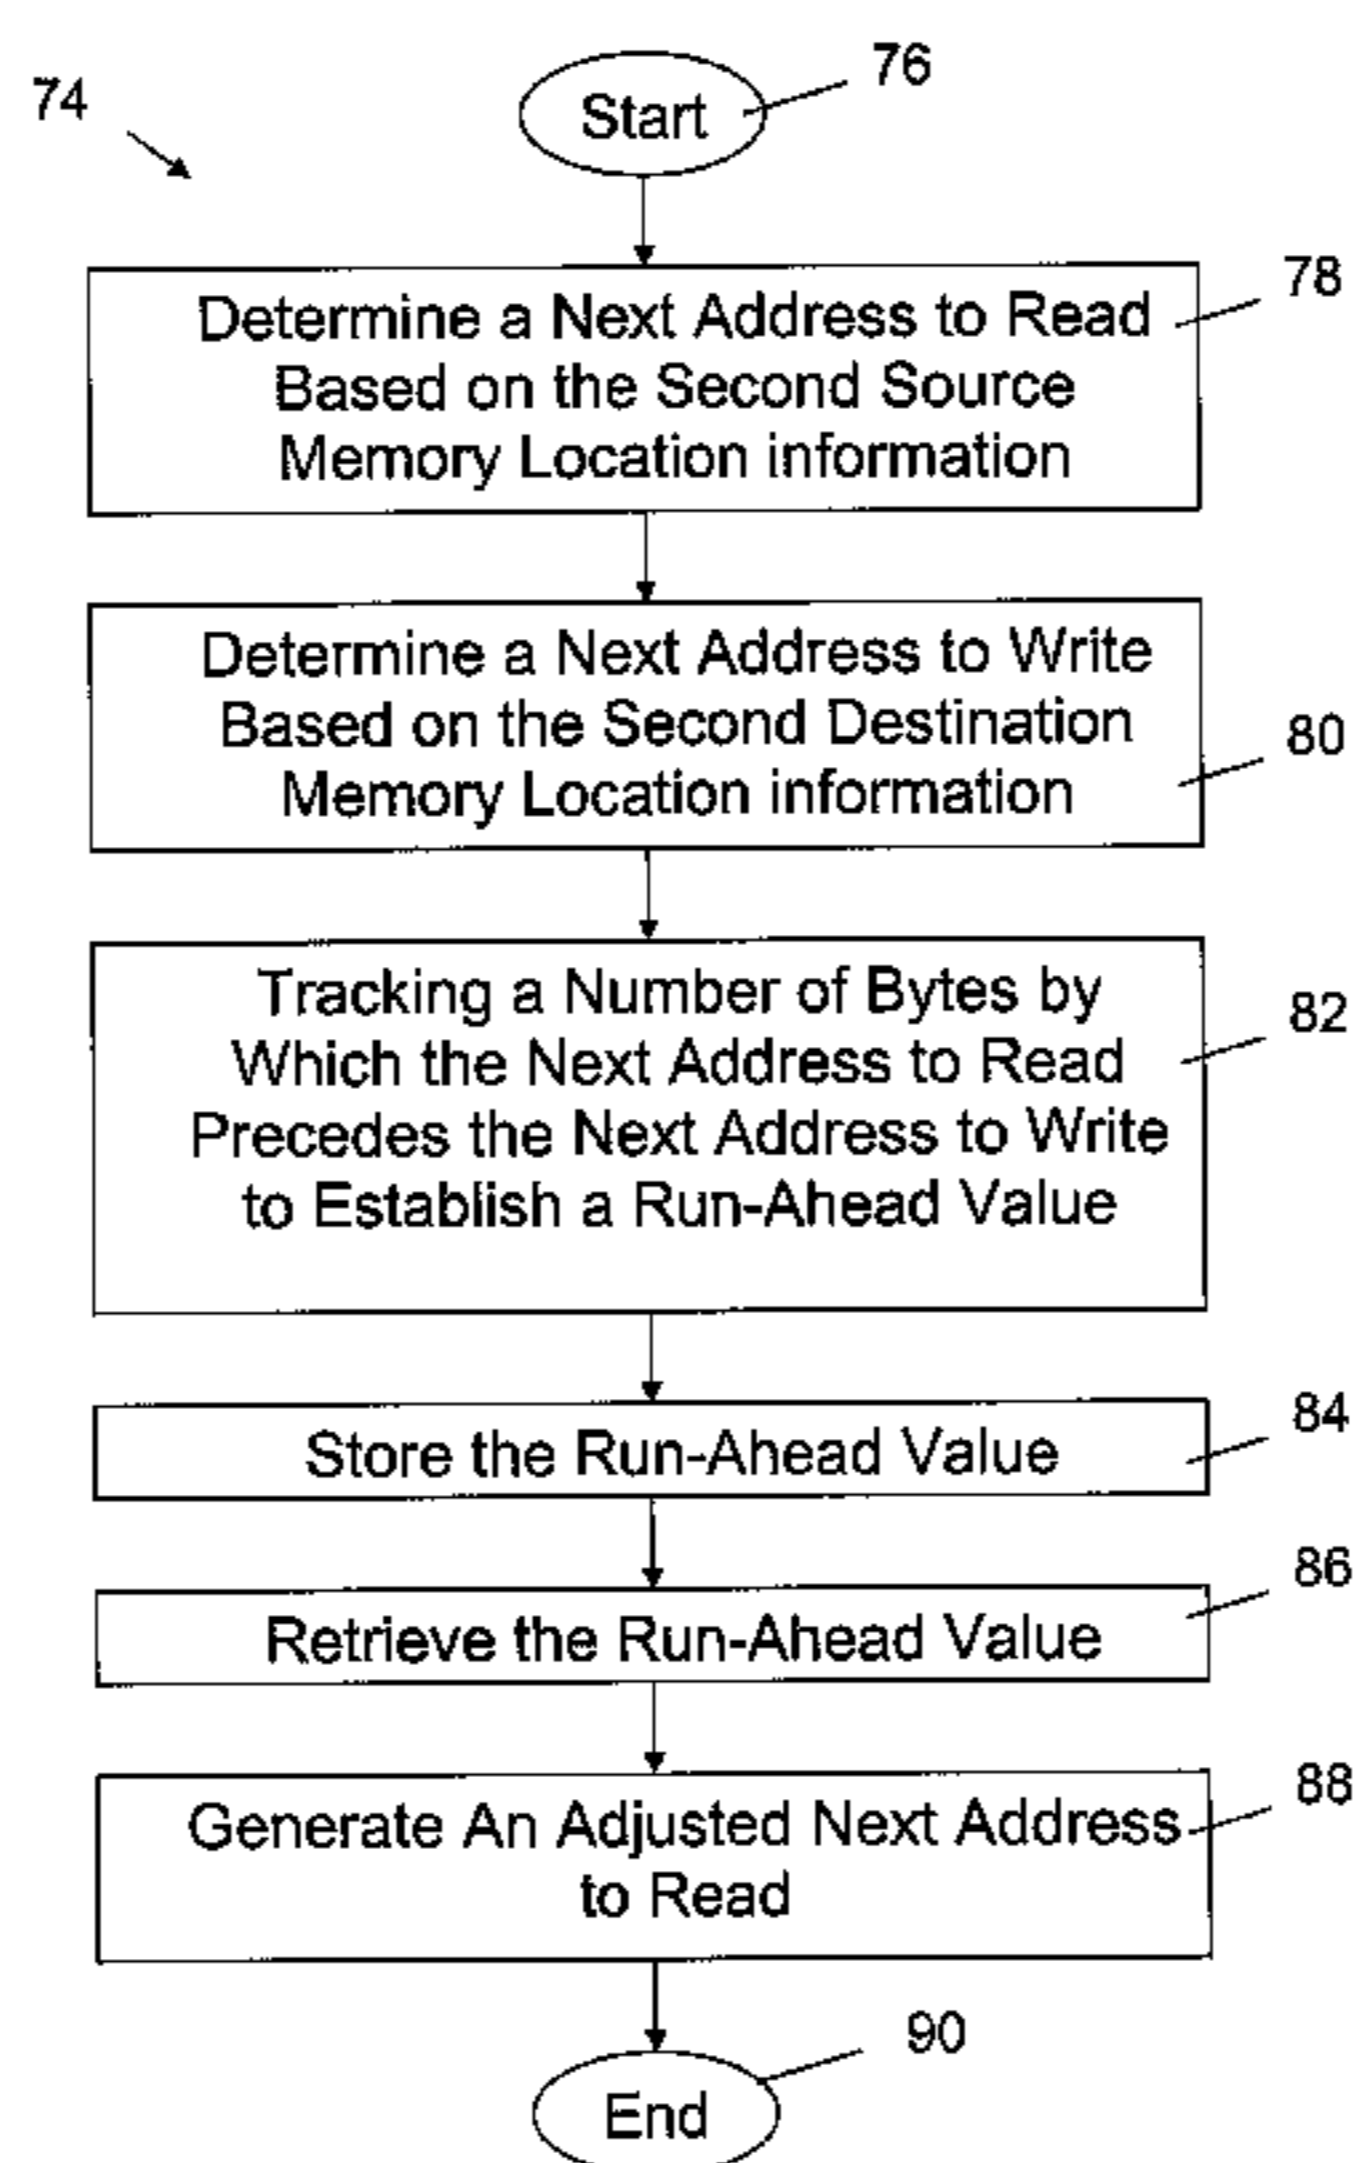 74
Start
76
Determine a Next Address to Read
Based on the Second Source
Memory Location information
78
Determine a Next Address to Write
Based on the Second Destination
Memory Location information
80
Tracking a Number of Bytes by
Which the Next Address to Read
Precedes the Next Address to Write
to Establish a Run-Ahead Value
82
Store the Run-Ahead Value
84
Retrieve the Run-Ahead Value
86
Generate An Adjusted Next Address
to Read
88
End
90